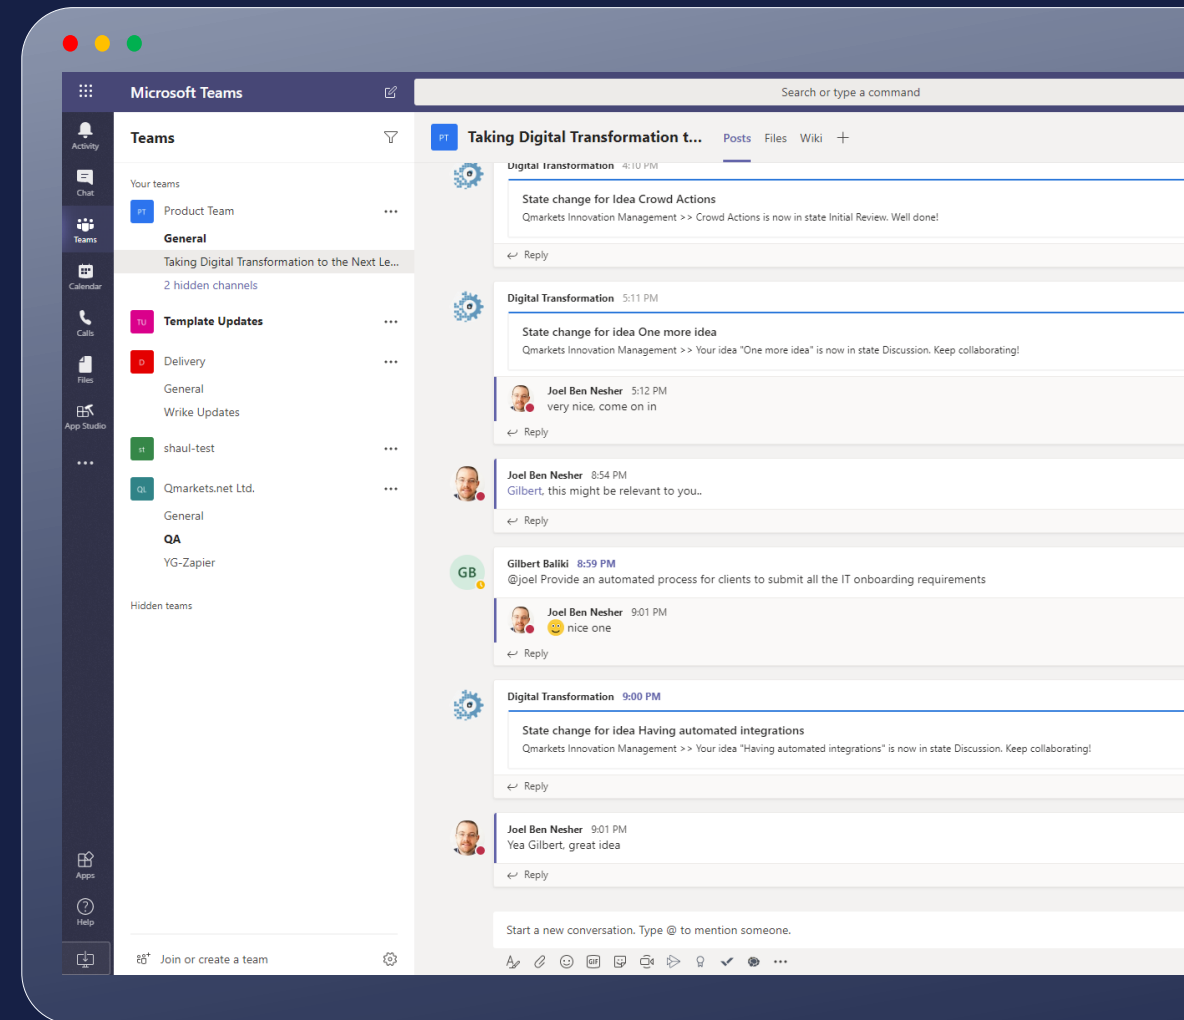 Microsoft Teams
Search or type a command
Activity
Chat
Teams
Calendar
Calls
Files
App Studio
Apps
Help
Teams
Your teams
PT Product Team
General
Taking Digital Transformation to the Next Le...
2 hidden channels
TU Template Updates
D Delivery
General
Wrike Updates
st shaul-test
QL Qmarkets.net Ltd.
General
QA
YG-Zapier
Hidden teams
Join or create a team
PT Taking Digital Transformation t... Posts Files Wiki
Digital Transformation 4:10 PM
State change for Idea Crowd Actions
Qmarkets Innovation Management >> Crowd Actions is now in state Initial Review. Well done!
Reply
Digital Transformation 5:11 PM
State change for idea One more idea
Qmarkets Innovation Management >> Your idea "One more idea" is now in state Discussion. Keep collaborating!
Joel Ben Nesher 5:12 PM
very nice, come on in
Reply
Joel Ben Nesher 8:54 PM
Gilbert, this might be relevant to you..
Reply
GB
Gilbert Baliki 8:59 PM
@joel Provide an automated process for clients to submit all the IT onboarding requirements
Joel Ben Nesher 9:01 PM
nice one
Reply
Digital Transformation 9:00 PM
State change for idea Having automated integrations
Qmarkets Innovation Management >> Your idea "Having automated integrations" is now in state Discussion. Keep collaborating!
Reply
Joel Ben Nesher 9:01 PM
Yea Gilbert, great idea
Reply
Start a new conversation. Type @ to mention someone.
GIF